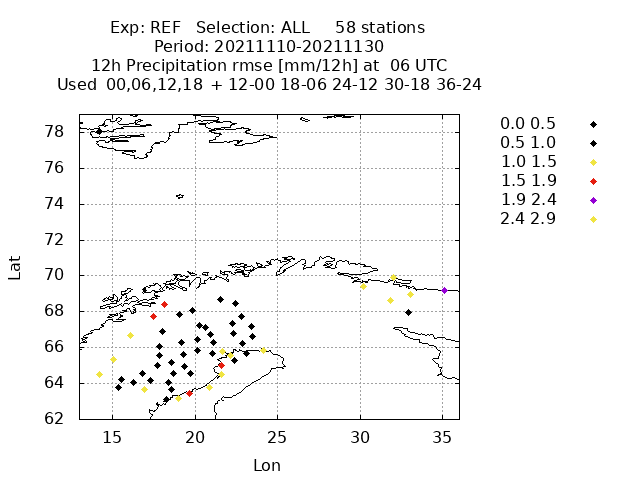 Exp: REF   Selection: ALL     58 stations
Period: 20211110-20211130
12h Precipitation rmse [mm/12h] at  06 UTC
Used  00,06,12,18  + 12-00 18-06 24-12 30-18 36-24
0.0 0.5
0.5 1.0
1.0 1.5
1.5 1.9
1.9 2.4
2.4 2.9
Lat
78
76
74
72
70
68
66
64
62
15 20 25 30 35
Lon